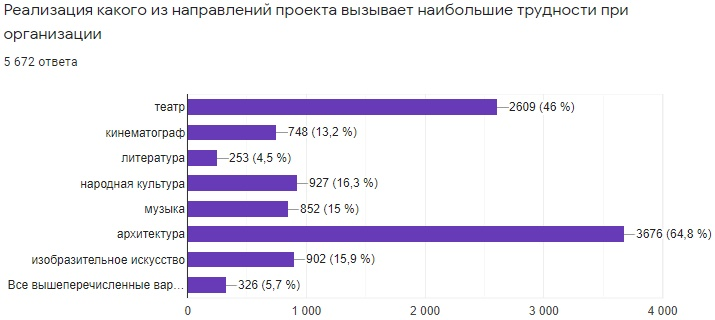 Реализация какого из направлений проекта вызывает наибольшие трудности при
организации
5 672 ответа
театр 2609 (46 %)
кинематограф 748 (13,2 %)
литература 253 (4,5 %)
народная культура 927 (16,3 %)
музыка 852 (15 %)
архитектура 3676 (64,8 %)
изобразительное искусство 902 (15,9 %)
Все вышеперечисленные вар… 326 (5,7 %)
0 1 000 2 000 3 000 4 000